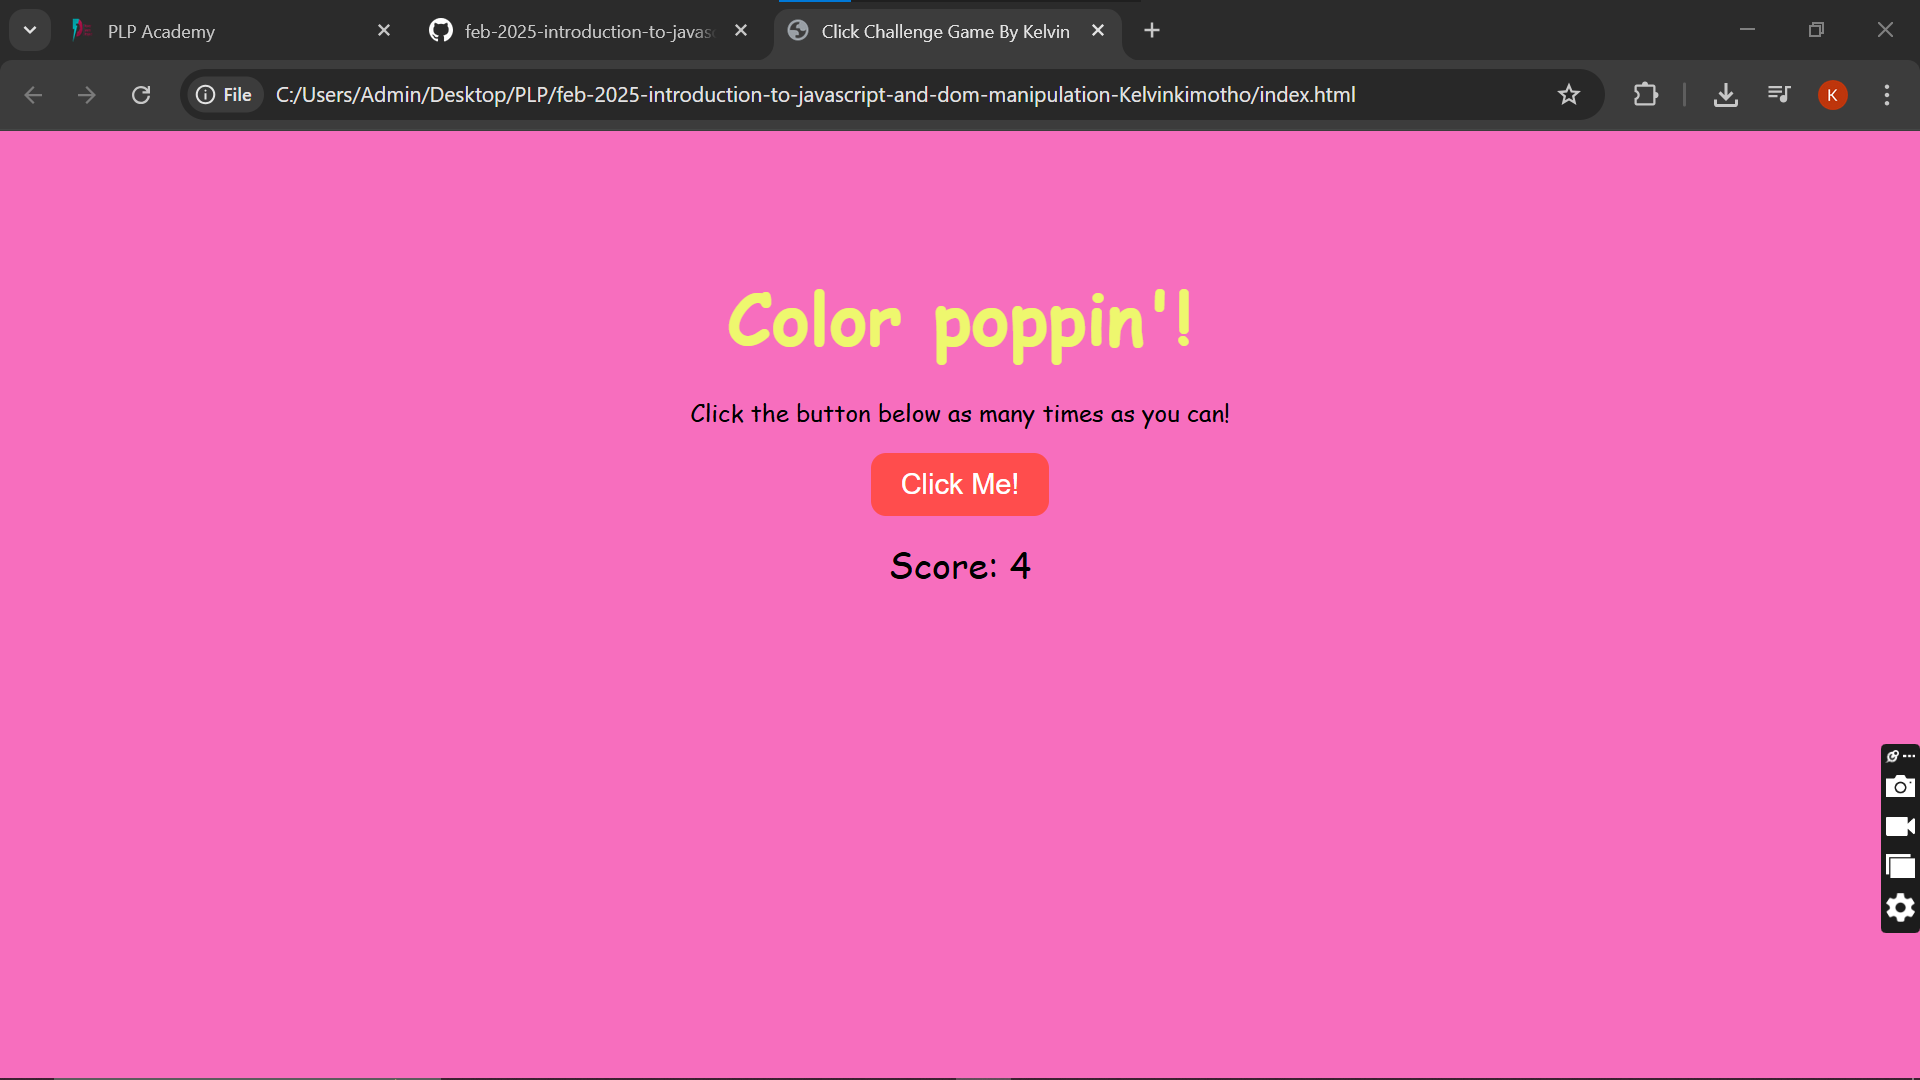 PLP Academy
feb-2025-introduction-to-javas
Click Challenge Game By Kelvin
File
C:/Users/Admin/Desktop/PLP/feb-2025-introduction-to-javascript-and-dom-manipulation-Kelvinkimotho/index.html
K
Color poppin'!
Click the button below as many times as you can!
Click Me!
Score: 4